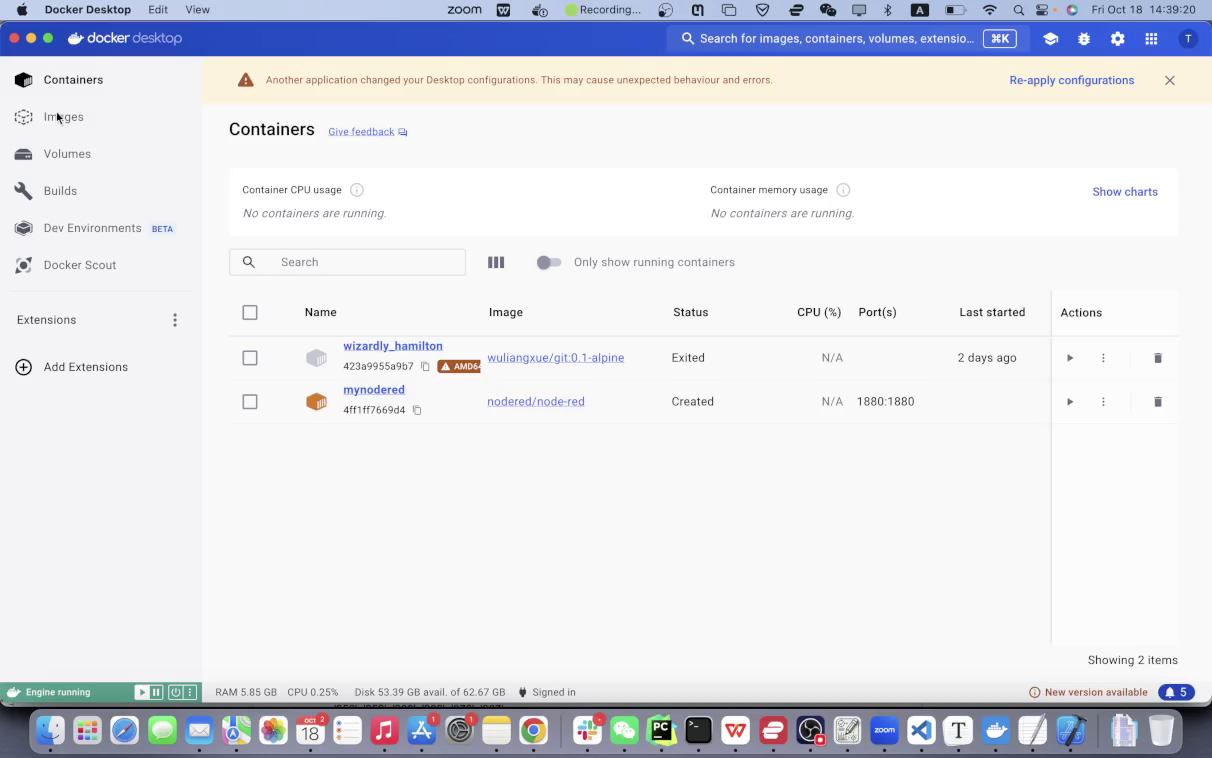 Docker Desktop Edit View Recording... A Fri Oct 18 14:39:20
docker desktop
Search for images, containers, volumes, extensio...
⌘K
T
Containers
Images
Volumes
Builds
Dev Environments BETA
Docker Scout
Extensions
Add Extensions
Another application changed your Desktop configurations. This may cause unexpected behaviour and errors.
Re-apply configurations
Containers
Give feedback
Container CPU usage
No containers are running.
Container memory usage
No containers are running.
Show charts
Search
Only show running containers
Name Image Status CPU (%) Port(s) Last started Actions
wizardly_hamilton
423a9955a9b7
AMD64
wuliangxue/git:0.1-alpine Exited N/A 2 days ago
mynodered
4ff1ff7669d4
nodered/node-red Created N/A 1880:1880
Showing 2 items
Engine running
RAM 5.85 GB CPU 0.25% Disk 53.39 GB avail. of 62.67 GB Signed in
New version available
5
OCT
18
2
1
1
PC
zoom
T